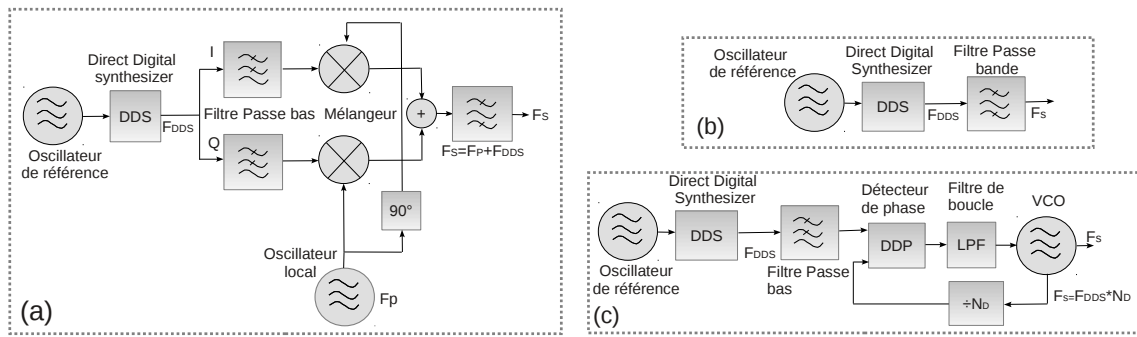 Direct Digital
synthesizer
I
DDS
FDDS
Filtre Passe bas
Mélangeur
Oscillateur
de référence
Q
+
FS
FS=FP+FDDS
90°
Oscillateur
local
Fp
(a)
Oscillateur
de référence
Direct Digital
Synthesizer
Filtre Passe
bande
DDS
FDDS
Fs
(b)
Direct Digital
Synthesizer
Détecteur
de phase
Filtre de
boucle
VCO
DDS
FDDS
DDP
LPF
Fs
Oscillateur
de référence
Filtre Passe
bas
÷ND
Fs=FDDS*ND
(c)